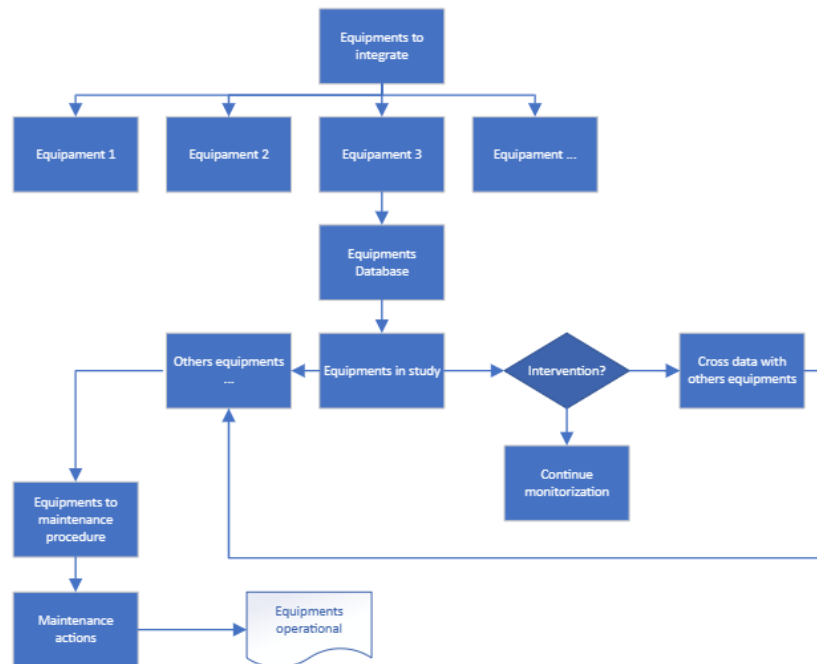 Equipments to
integrate
Equipament 1
Equipament 2
Equipament 3
Equipament ...
Equipments
Database
Others equipments
...
Equipments in study
Intervention?
Cross data with
others equipments
Continue
monitorization
Equipments to
maintenance
procedure
Maintenance
actions
Equipments
operational